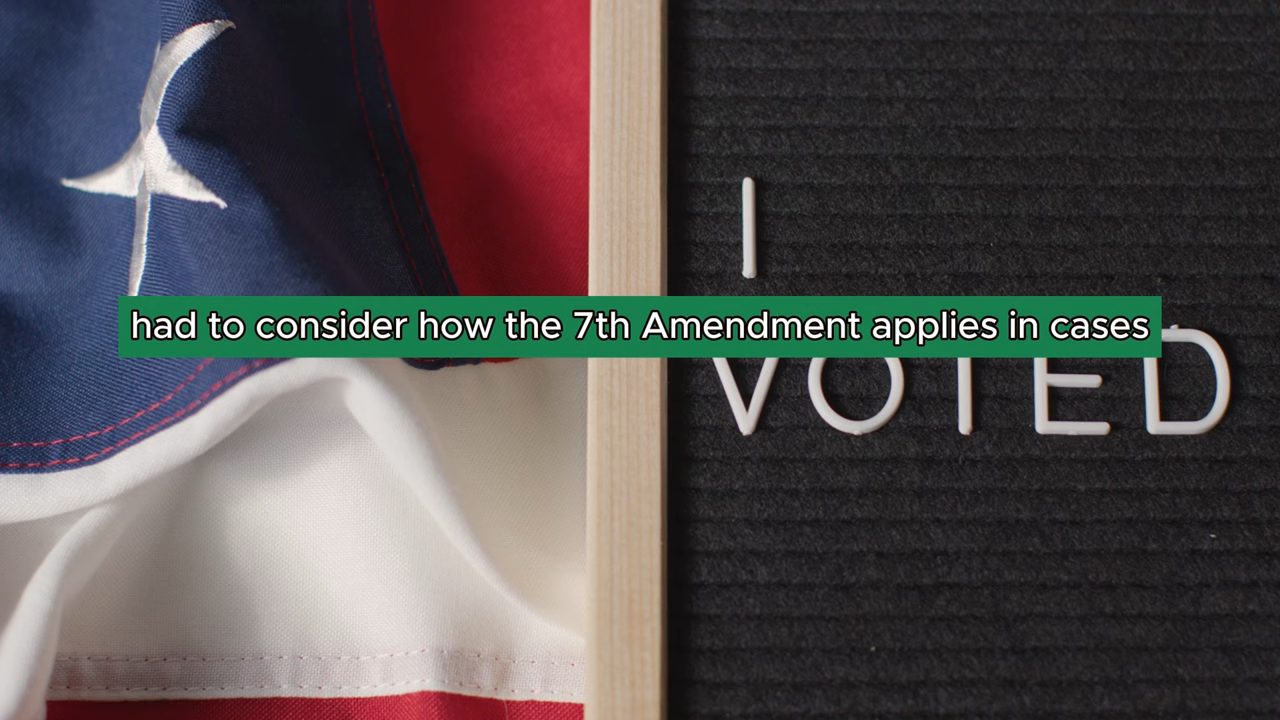 I
had to consider how the 7th Amendment applies in cases
VOTED